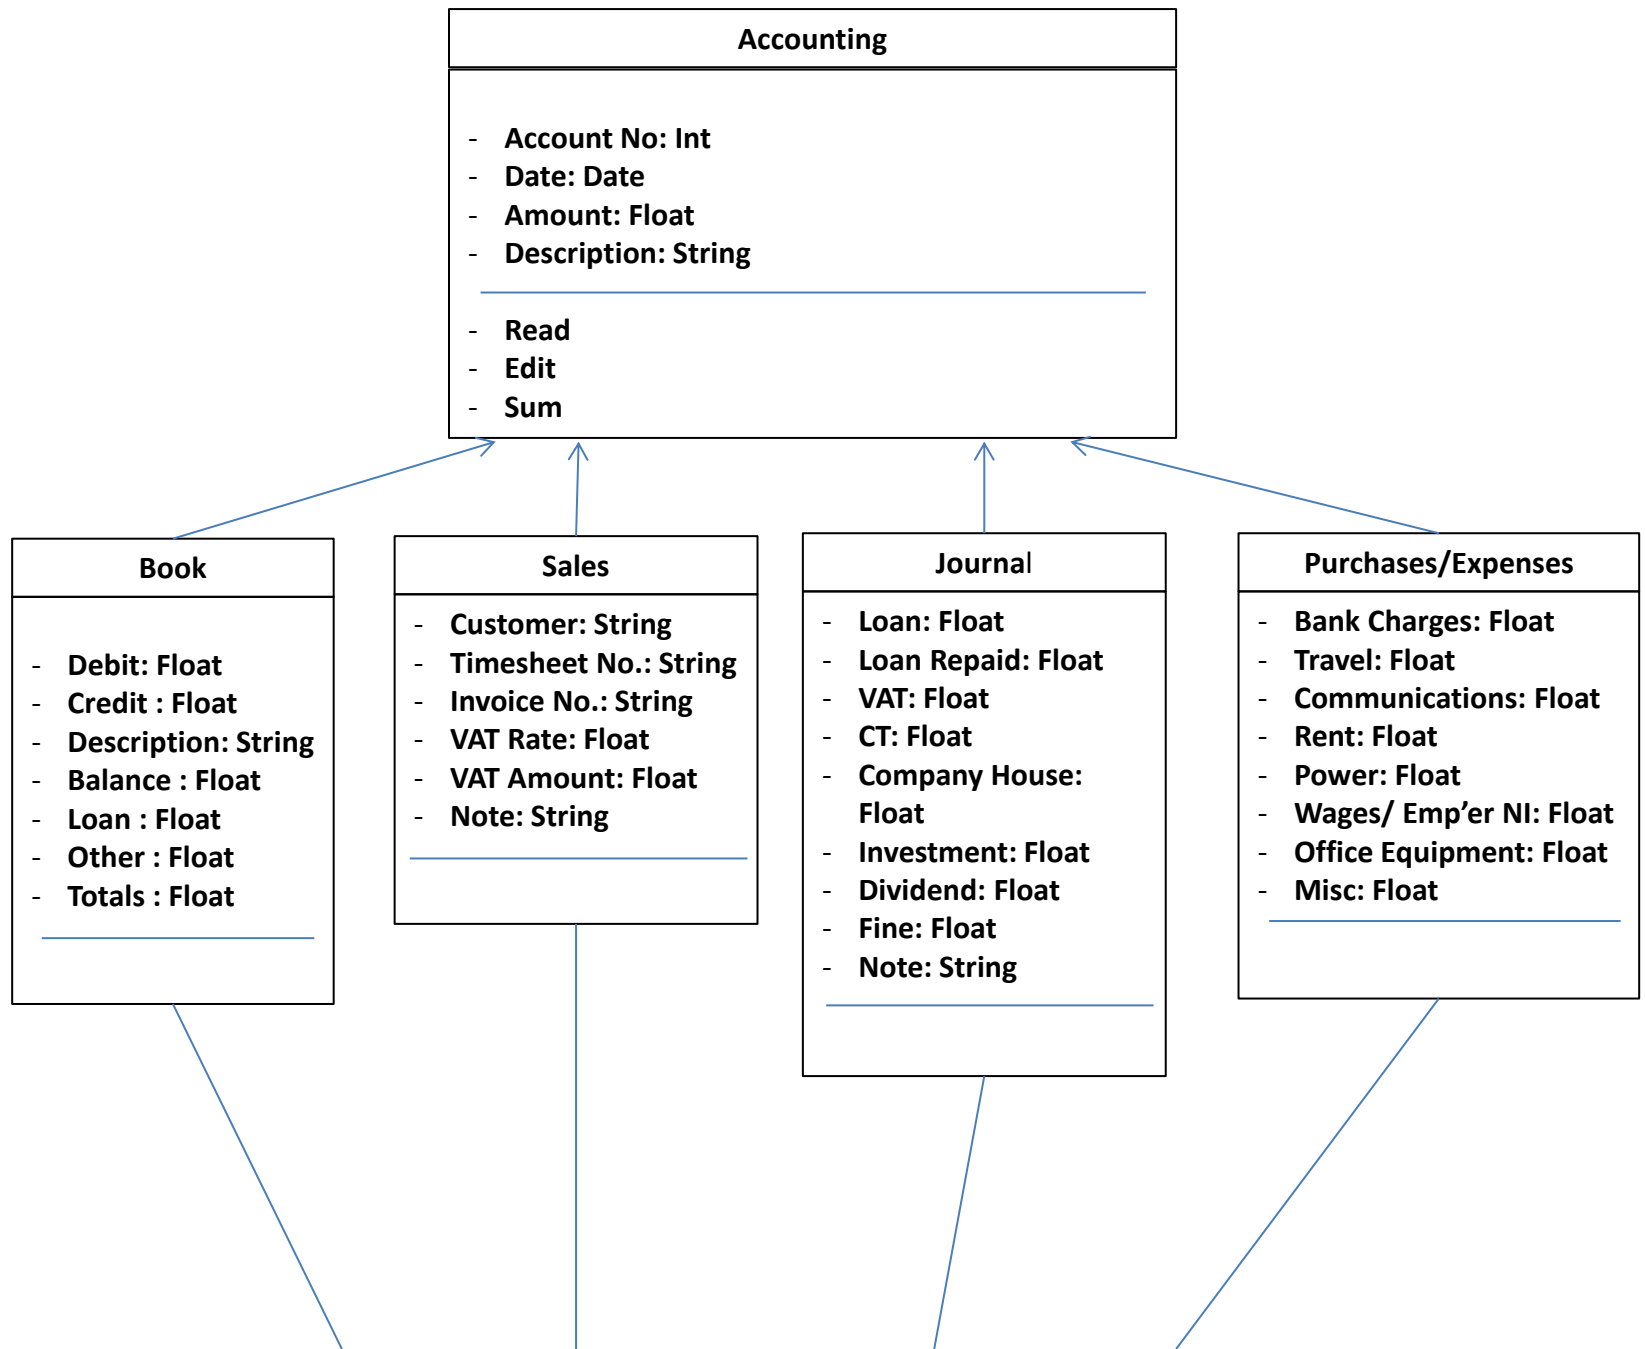 Accounting
- Account No: Int
- Date: Date
- Amount: Float
- Description: String
- Read
- Edit
- Sum
Book
- Debit: Float
- Credit : Float
- Description: String
- Balance : Float
- Loan : Float
- Other : Float
- Totals : Float
Sales
- Customer: String
- Timesheet No.: String
- Invoice No.: String
- VAT Rate: Float
- VAT Amount: Float
- Note: String
Journal
- Loan: Float
- Loan Repaid: Float
- VAT: Float
- CT: Float
- Company House:
Float
- Investment: Float
- Dividend: Float
- Fine: Float
- Note: String
Purchases/Expenses
- Bank Charges: Float
- Travel: Float
- Communications: Float
- Rent: Float
- Power: Float
- Wages/ Emp’er NI: Float
- Office Equipment: Float
- Misc: Float